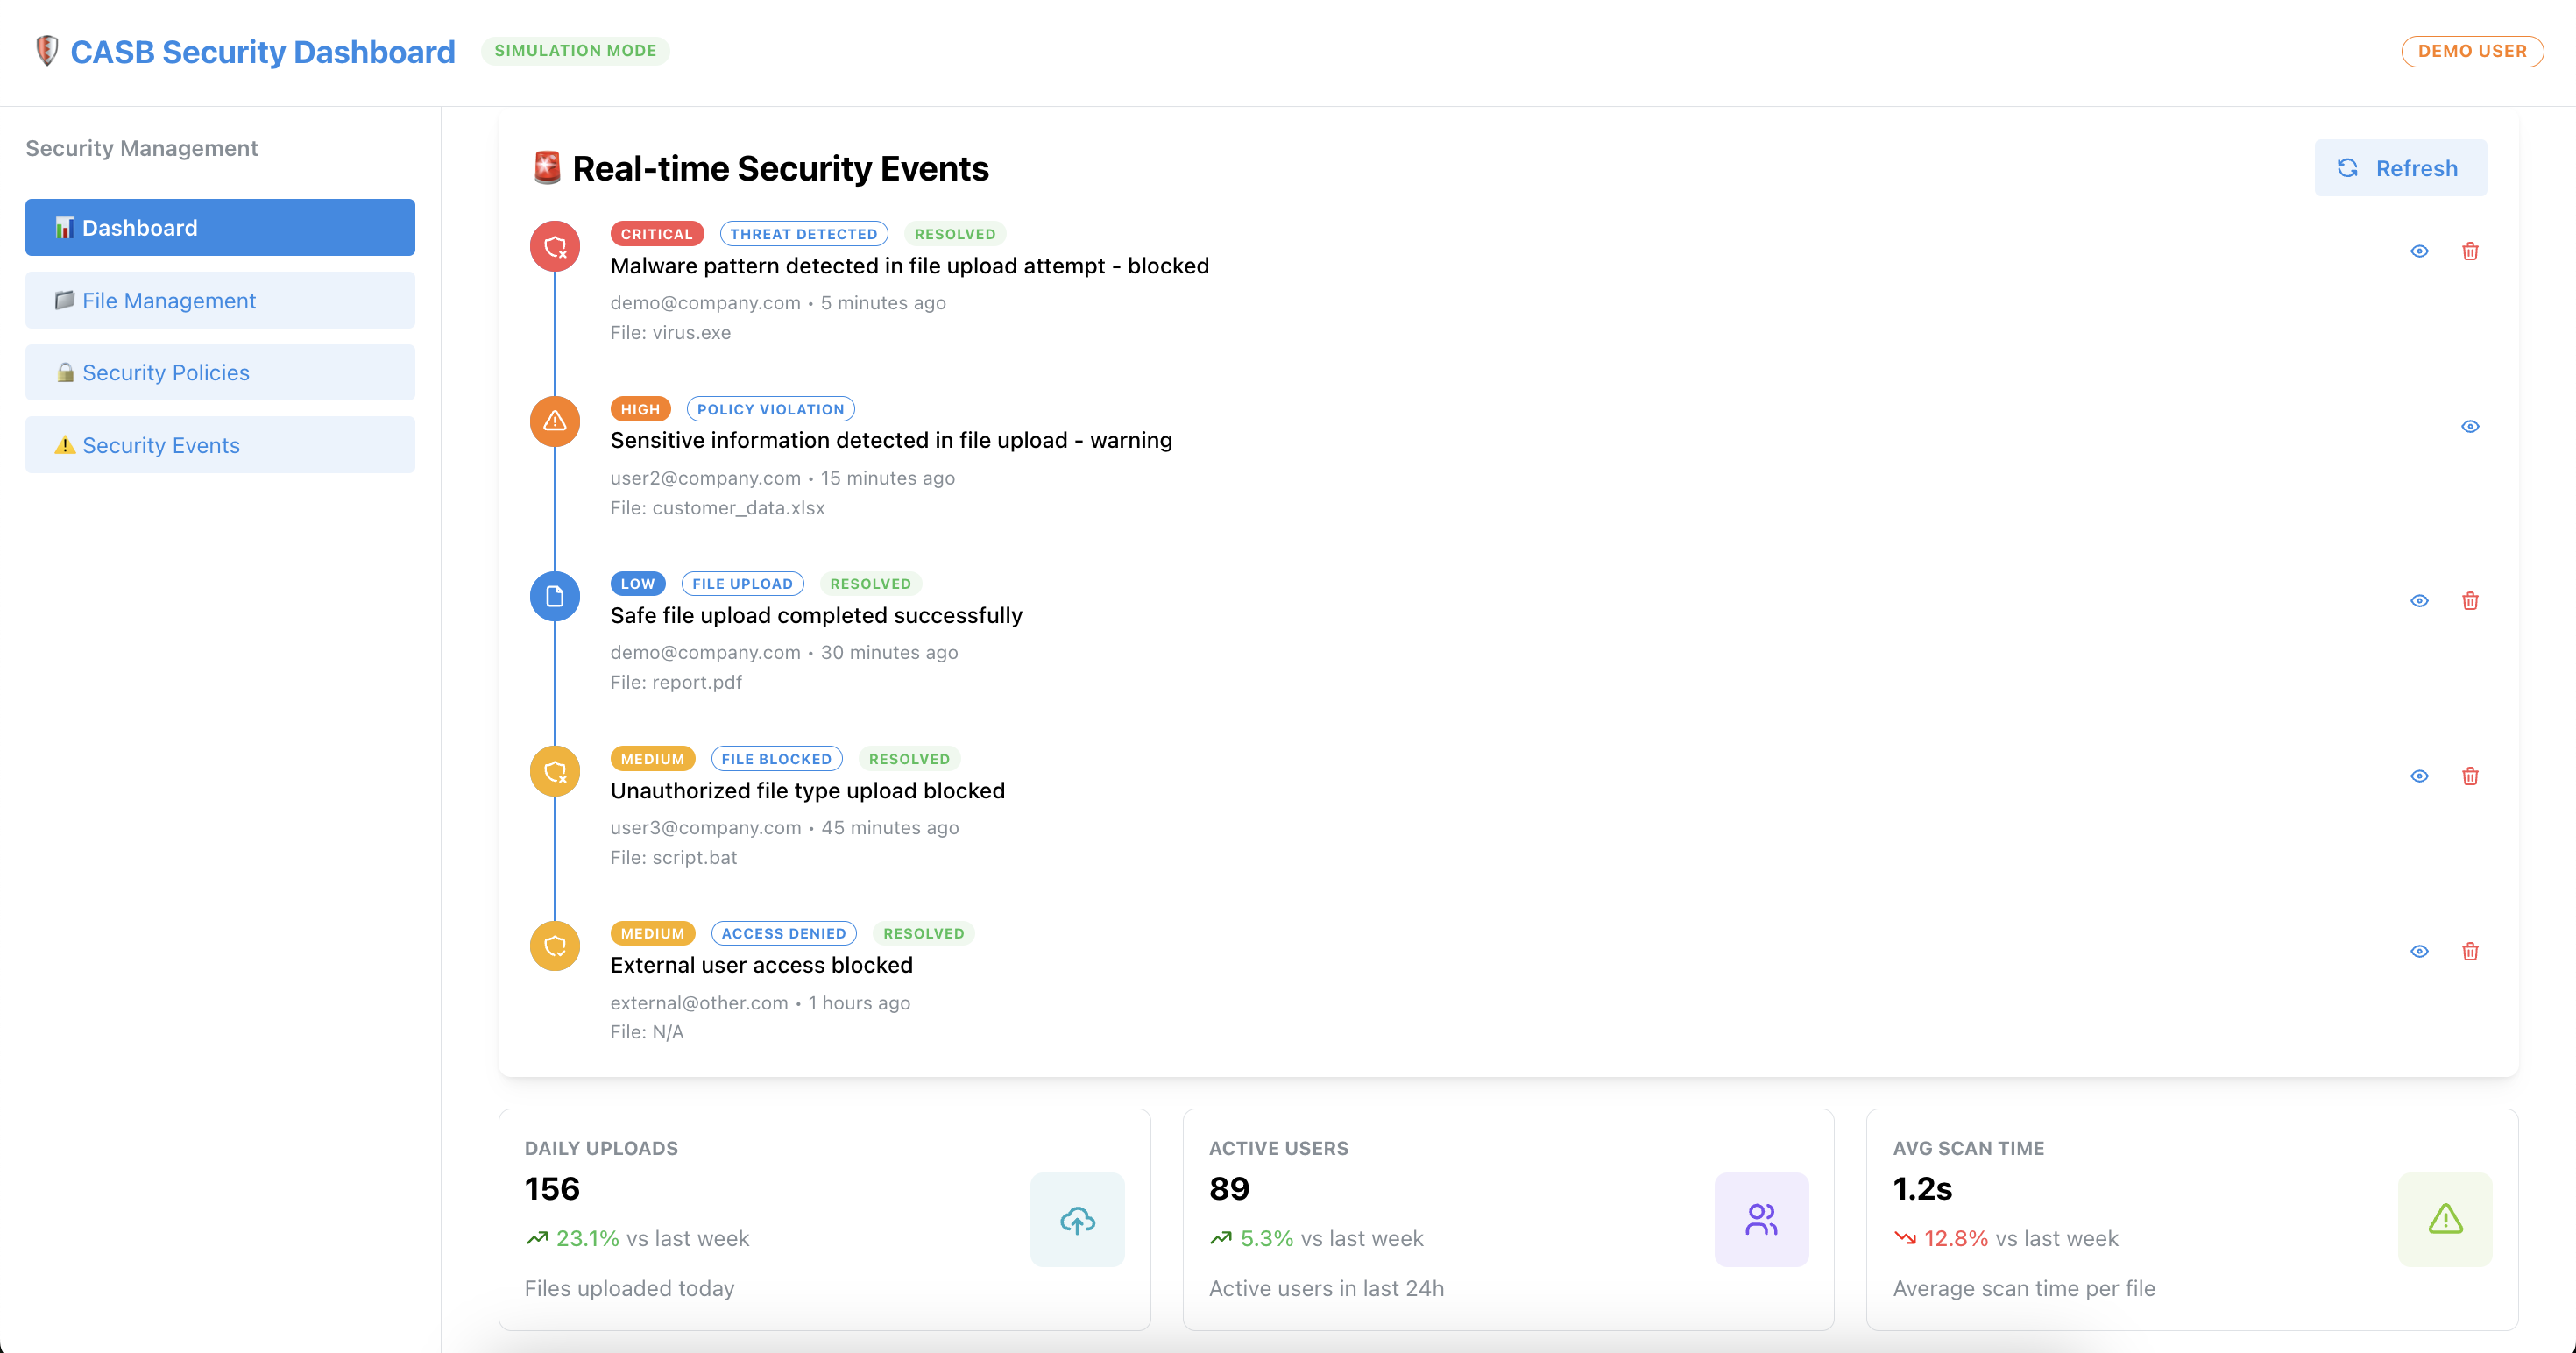 CASB Security Dashboard SIMULATION MODE DEMO USER
Security Management
Dashboard
File Management
Security Policies
Security Events
Real-time Security Events Refresh
CRITICAL THREAT DETECTED RESOLVED
Malware pattern detected in file upload attempt - blocked
demo@company.com • 5 minutes ago
File: virus.exe
HIGH POLICY VIOLATION
Sensitive information detected in file upload - warning
user2@company.com • 15 minutes ago
File: customer_data.xlsx
LOW FILE UPLOAD RESOLVED
Safe file upload completed successfully
demo@company.com • 30 minutes ago
File: report.pdf
MEDIUM FILE BLOCKED RESOLVED
Unauthorized file type upload blocked
user3@company.com • 45 minutes ago
File: script.bat
MEDIUM ACCESS DENIED RESOLVED
External user access blocked
external@other.com • 1 hours ago
File: N/A
DAILY UPLOADS
156
23.1% vs last week
Files uploaded today
ACTIVE USERS
89
5.3% vs last week
Active users in last 24h
AVG SCAN TIME
1.2s
12.8% vs last week
Average scan time per file